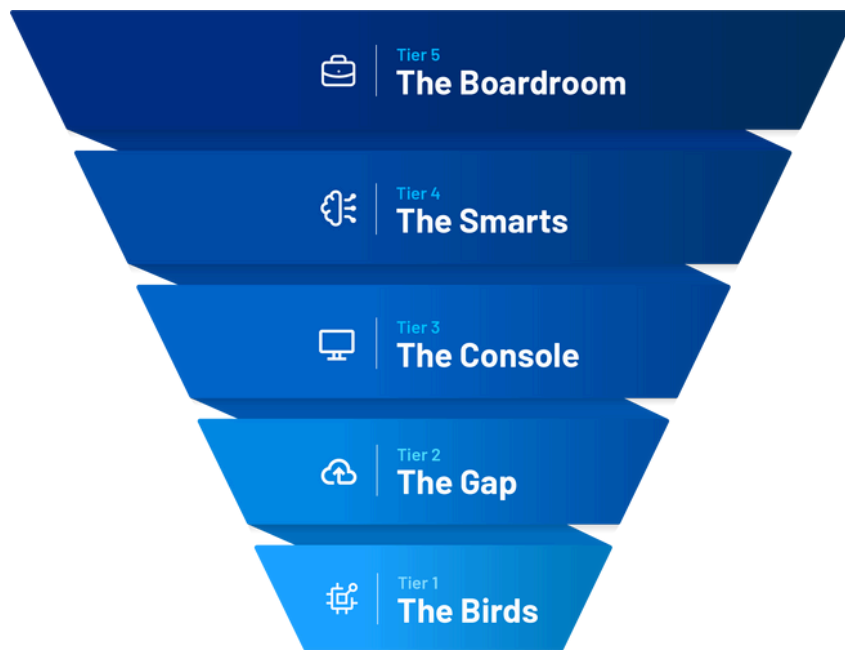 Tier 5
The Boardroom
Tier 4
The Smarts
Tier 3
The Console
Tier 2
The Gap
Tier 1
The Birds